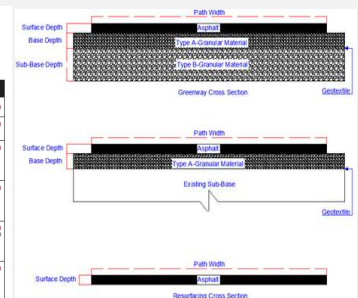 Path Width
Surface Depth
Asphalt
Base Depth
Type A-Granular Material
Sub-Base Depth
Type B-Granular Material
Greenway Cross Section
Geotextile
Path Width
Surface Depth
Asphalt
Base Depth
Type A-Granular Material
Existing Sub-Base
Geotextile
Path Width
Surface Depth
Asphalt
Resurfacing Cross Section